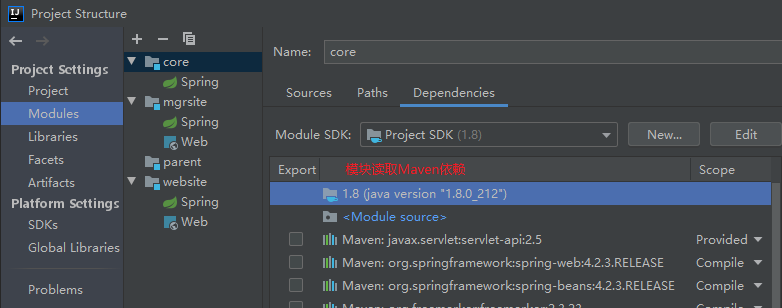 Project Structure
Project Settings
Project
Modules
Libraries
Facets
Artifacts
Platform Settings
SDKs
Global Libraries
Problems
core
Spring
mgrsite
Spring
Web
parent
website
Spring
Web
Name: core
Sources Paths Dependencies
Module SDK: Project SDK (1.8) New... Edit
Export 模块读取Maven依赖 Scope
1.8 (java version "1.8.0_212")
<Module source>
Maven: javax.servlet:servlet-api:2.5 Provided
Maven: org.springframework:spring-web:4.2.3.RELEASE Compile
Maven: org.springframework:spring-beans:4.2.3.RELEASE Compile